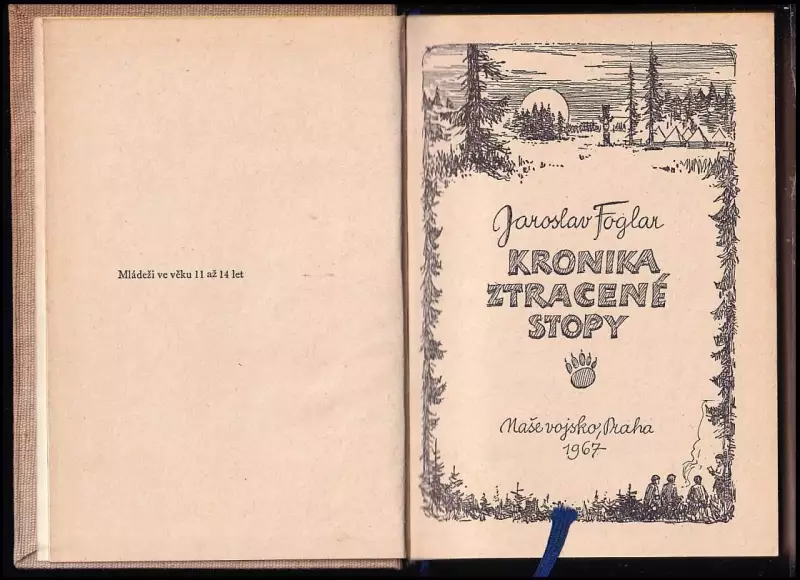 Mládeži ve věku 11 až 14 let
Jaroslav Foglar
KRONIKA
ZTRACENÉ
STOPY
Naše vojsko, Praha
1967